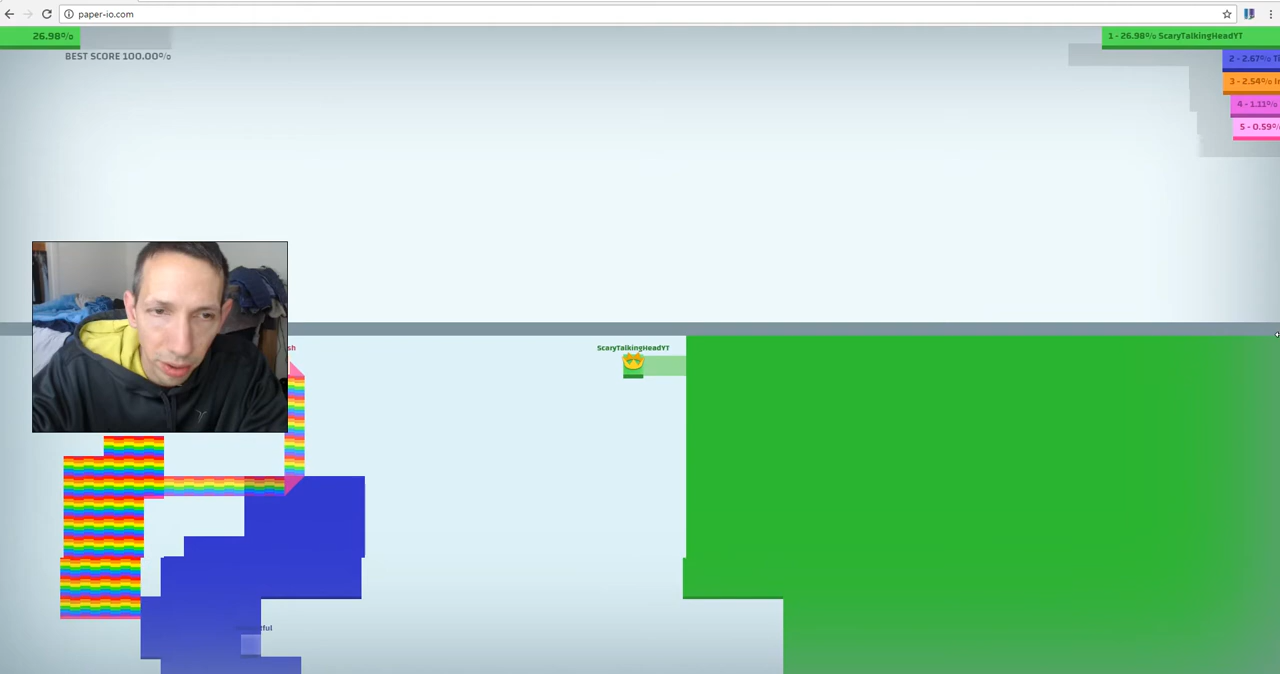 paper-io.com
26.98%
BEST SCORE 100.00%
1 - 26.98% ScaryTalkingHeadYT
2 - 2.67%
3 - 2.54%
4 - 1.11%
5 - 0.59%
ScaryTalkingHeadYT